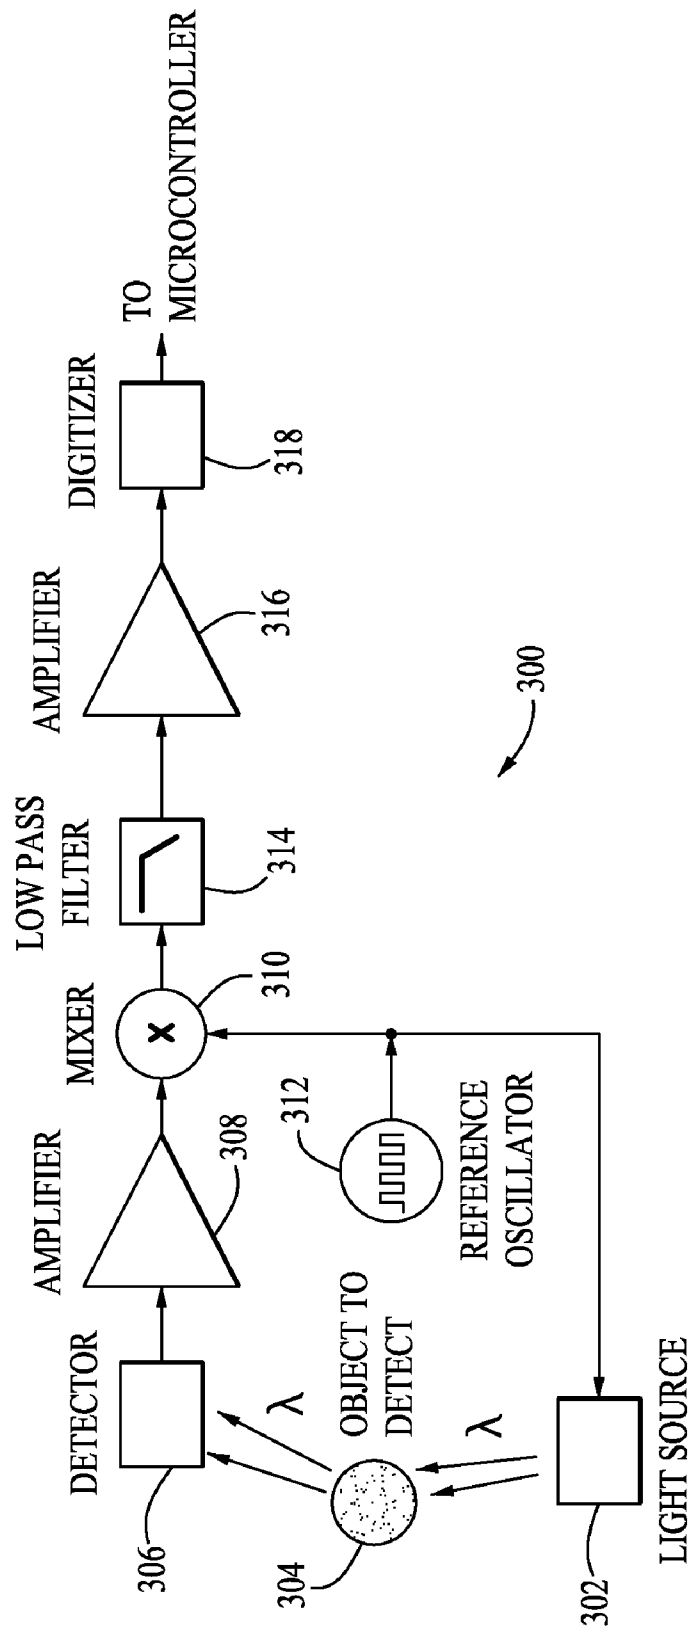 DETECTOR
AMPLIFIER
MIXER
LOW PASS
FILTER
AMPLIFIER
DIGITIZER
TO
MICROCONTROLLER
X
306
308
310
314
316
318
λ
304
OBJECT TO
DETECT
312
REFERENCE
OSCILLATOR
300
λ
302
LIGHT SOURCE